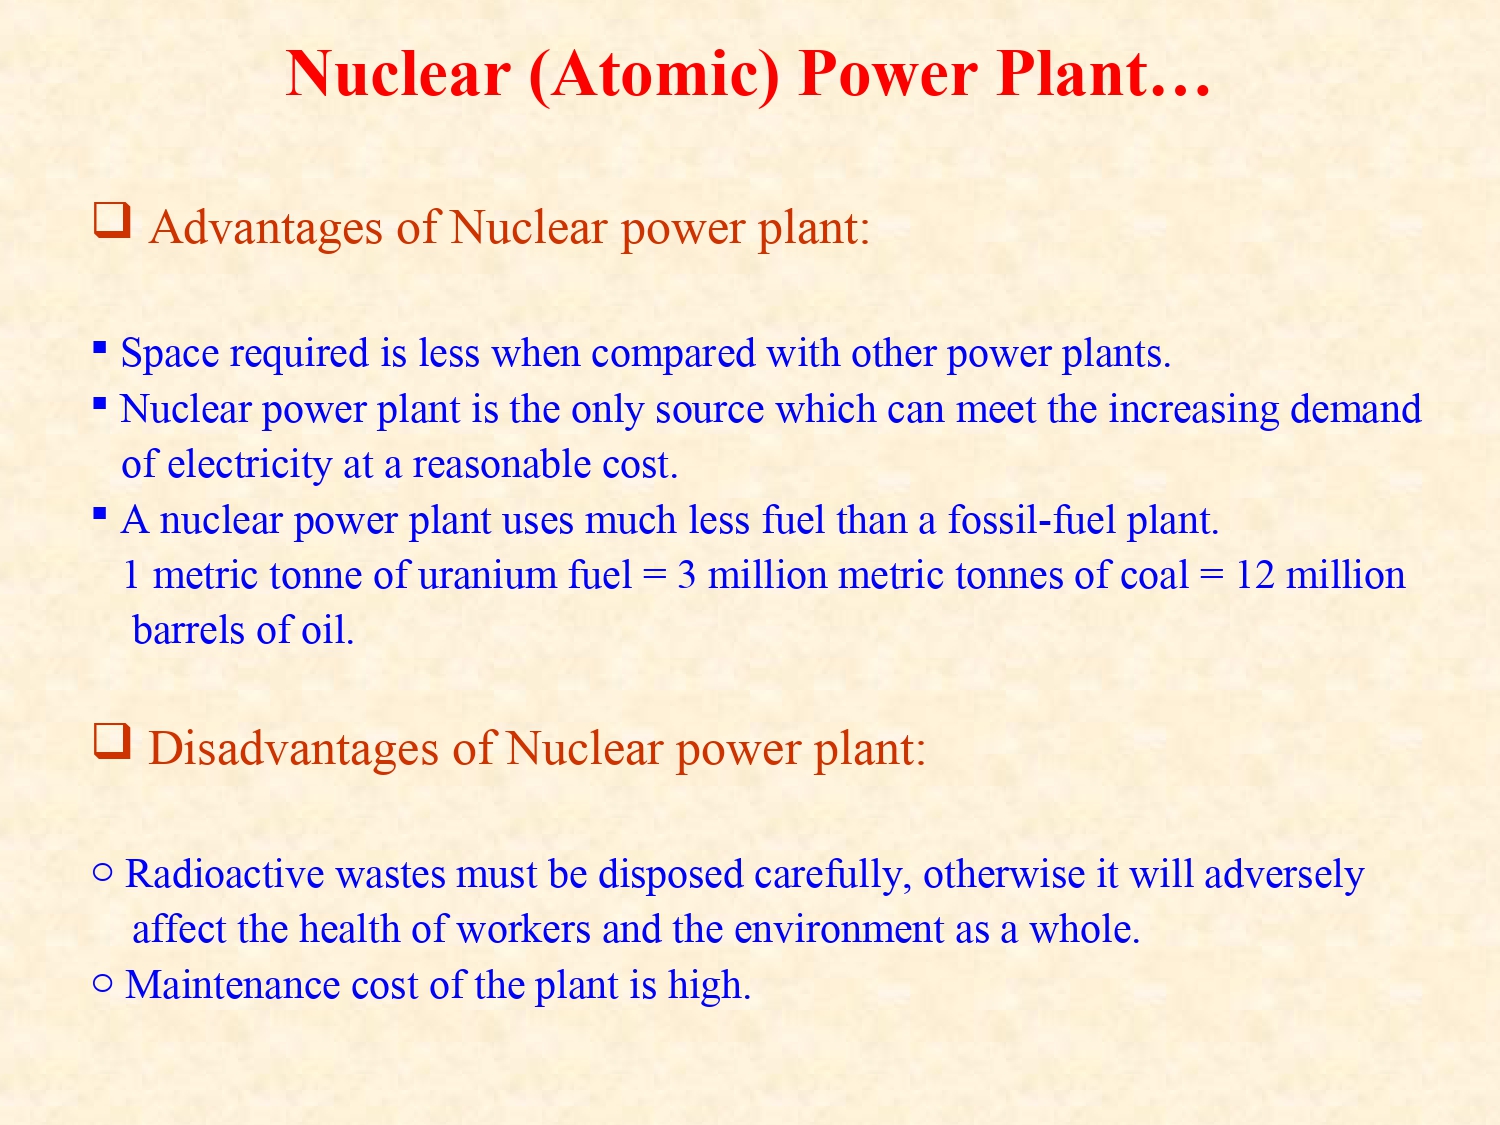 Nuclear (Atomic) Power Plant…
❑ Advantages of Nuclear power plant:
▪ Space required is less when compared with other power plants.
▪ Nuclear power plant is the only source which can meet the increasing demand
of electricity at a reasonable cost.
▪ A nuclear power plant uses much less fuel than a fossil-fuel plant.
1 metric tonne of uranium fuel = 3 million metric tonnes of coal = 12 million
barrels of oil.
❑ Disadvantages of Nuclear power plant:
○ Radioactive wastes must be disposed carefully, otherwise it will adversely
affect the health of workers and the environment as a whole.
○ Maintenance cost of the plant is high.